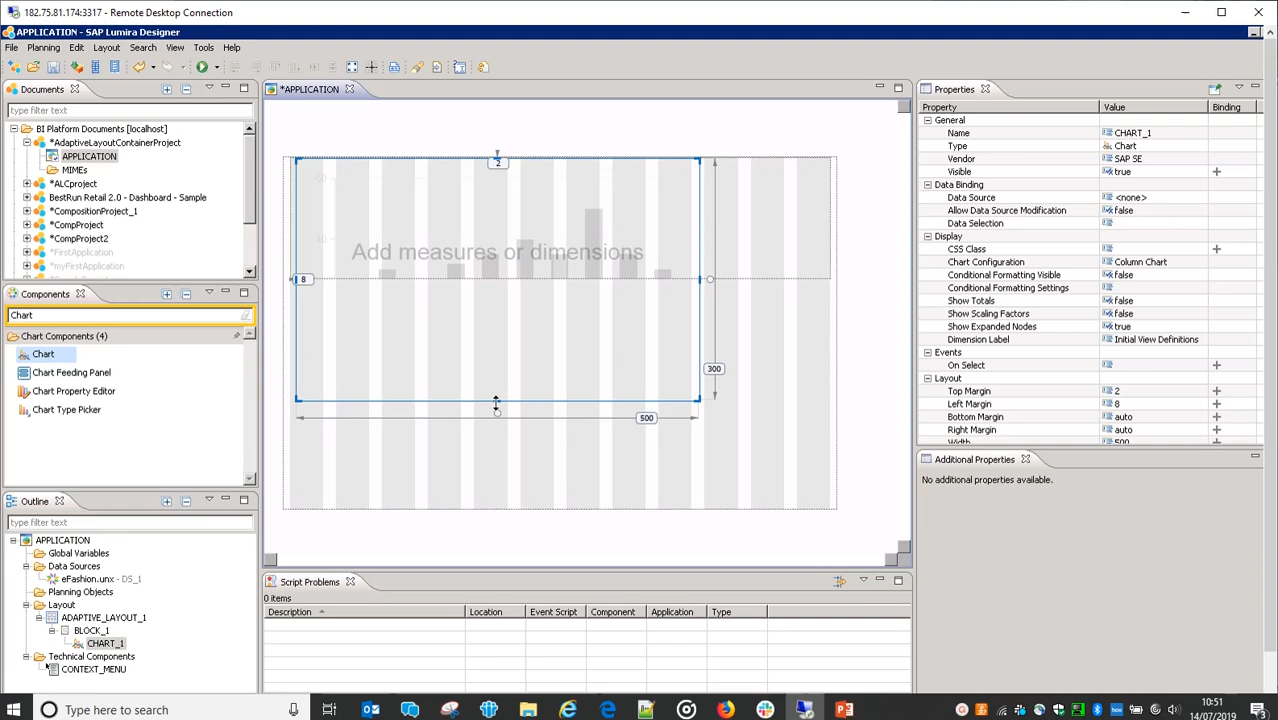 182.75.81.174:3317 - Remote Desktop Connection
APPLICATION - SAP Lumira Designer
File Planning Edit Layout Search View Tools Help
Documents
type filter text
BI Platform Documents [localhost]
*AdaptiveLayoutContainerProject
APPLICATION
MIMEs
*ALCproject
BestRun Retail 2.0 - Dashboard - Sample
*CompositionProject_1
*CompProject
*CompProject2
*FirstApplication
*myFirstApplication
Components
Chart
Chart Components (4)
Chart
Chart Feeding Panel
Chart Property Editor
Chart Type Picker
Outline
type filter text
APPLICATION
Global Variables
Data Sources
eFashion.unx - DS_1
Planning Objects
Layout
ADAPTIVE_LAYOUT_1
BLOCK_1
CHART_1
Technical Components
CONTEXT_MENU
*APPLICATION
2
Add measures or dimensions
8
300
500
Script Problems
0 items
Description Location Event Script Component Application Type
Properties
Property Value Binding
General
Name CHART_1
Type Chart
Vendor SAP SE
Visible true
Data Binding
Data Source <none>
Allow Data Source Modification false
Data Selection
Display
CSS Class
Chart Configuration Column Chart
Conditional Formatting Visible false
Conditional Formatting Settings
Show Totals false
Show Scaling Factors false
Show Expanded Nodes true
Dimension Label Initial View Definitions
Events
On Select
Layout
Top Margin 2
Left Margin 8
Bottom Margin auto
Right Margin auto
Width 500
Additional Properties
No additional properties available.
Type here to search
10:51
14/07/2019